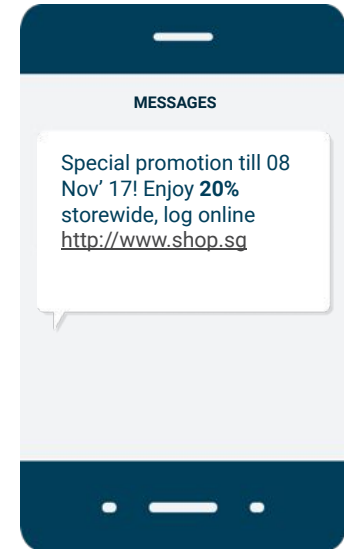 MESSAGES
Special promotion till 08
Nov’ 17! Enjoy 20%
storewide, log online
http://www.shop.sg